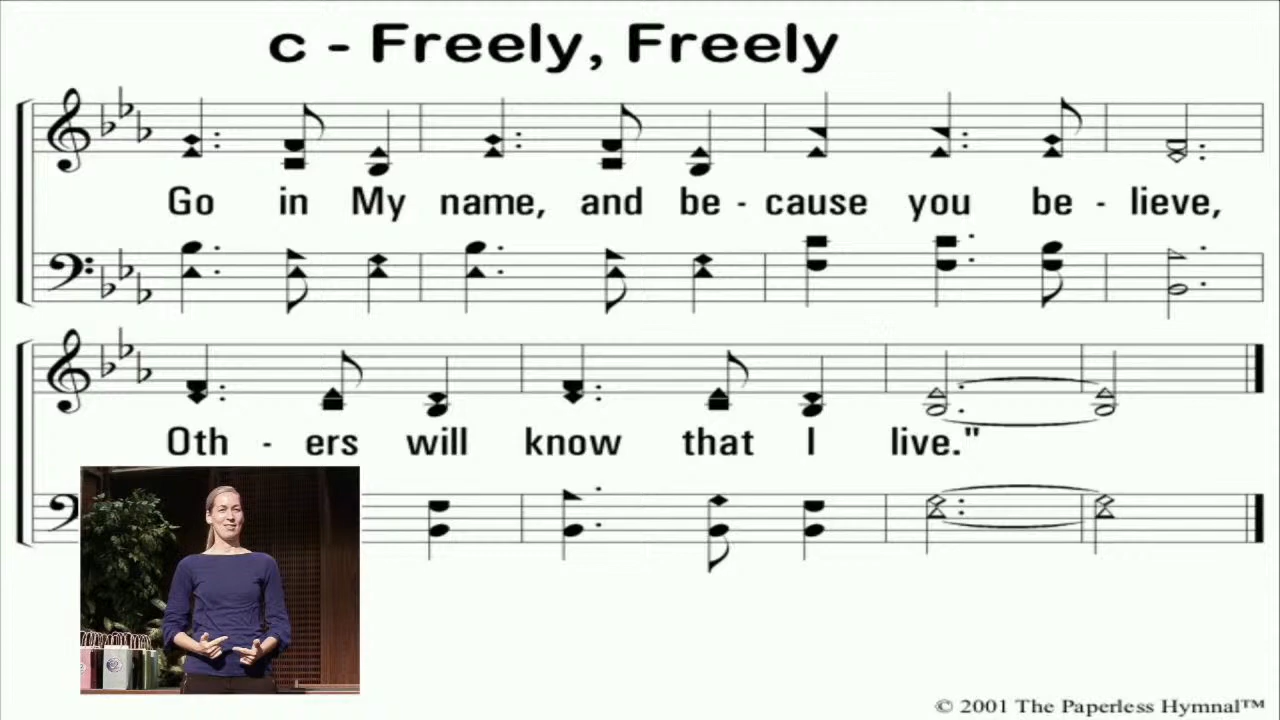 c - Freely, Freely
Go in My name, and be - cause you be - lieve,
Oth - ers will know that I live."
© 2001 The Paperless Hymnal™